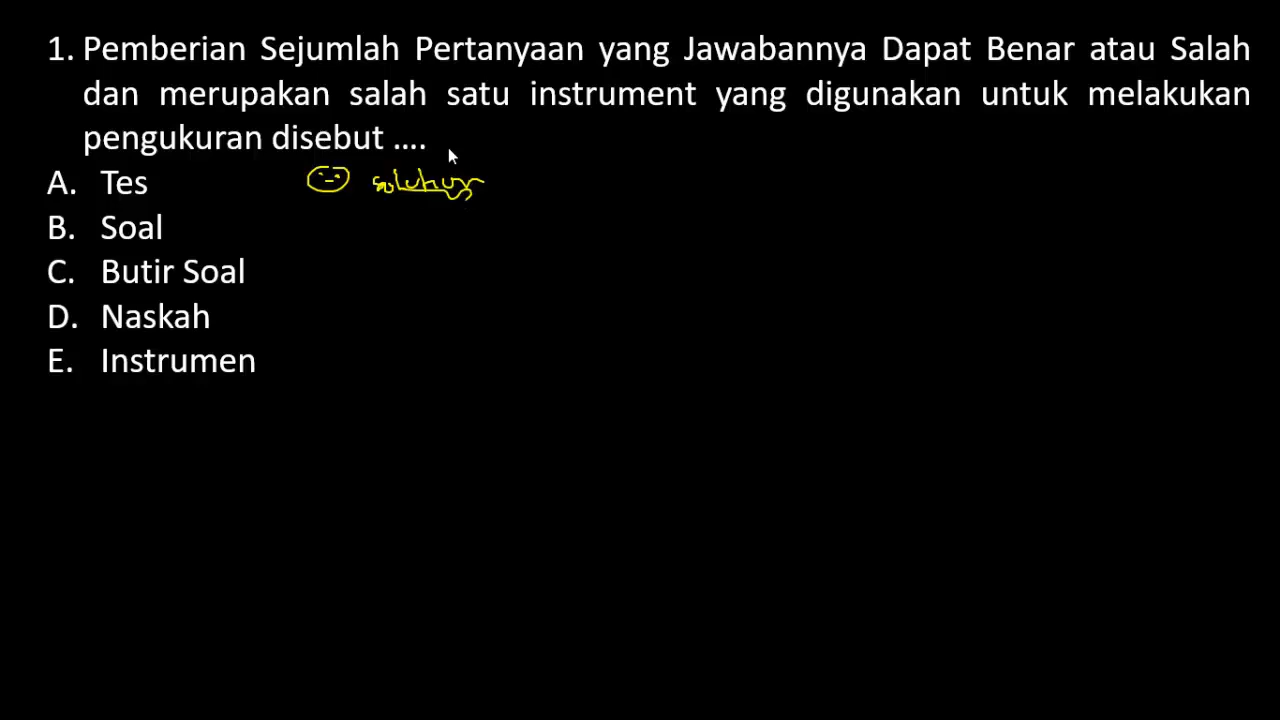 1. Pemberian Sejumlah Pertanyaan yang Jawabannya Dapat Benar atau Salah
dan merupakan salah satu instrument yang digunakan untuk melakukan
pengukuran disebut ....
A. Tes
B. Soal
C. Butir Soal
D. Naskah
E. Instrumen